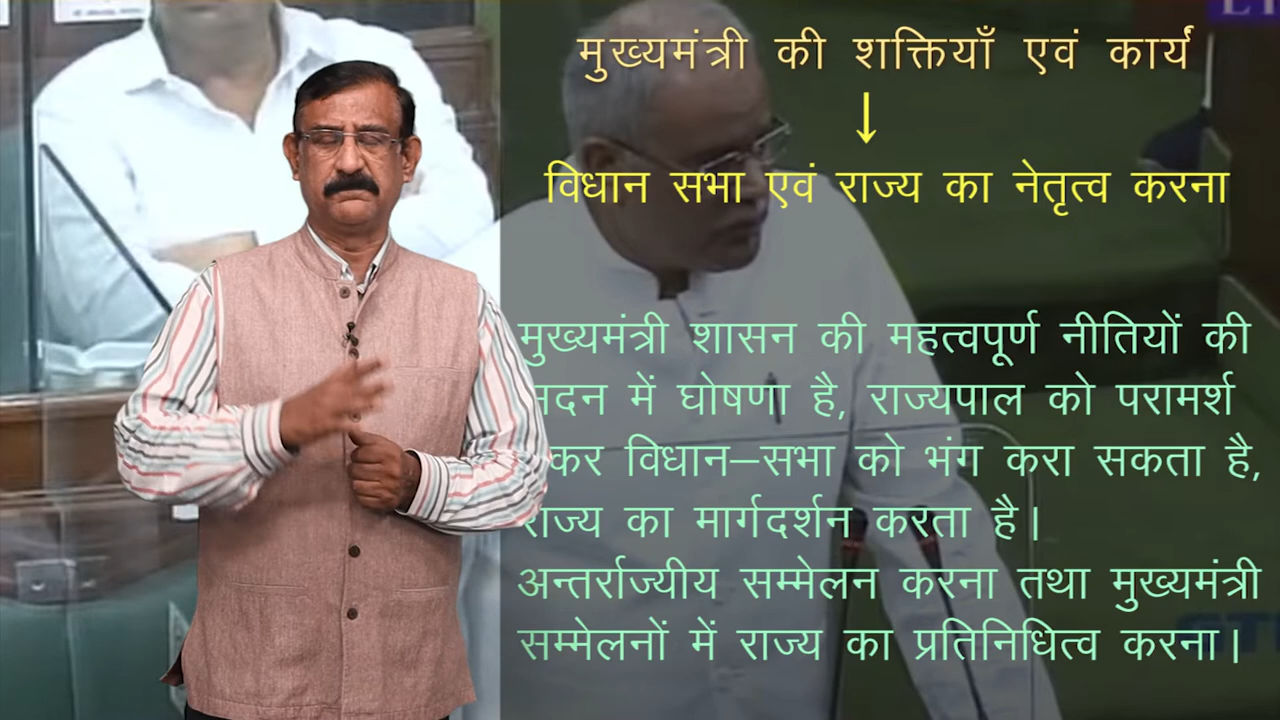 मुख्यमंत्री की शक्तियाँ एवं कार्य
↓
विधान सभा एवं राज्य का नेतृत्व करना
मुख्यमंत्री शासन की महत्वपूर्ण नीतियों की
में घोषणा है, राज्यपाल को परामर्श
विधान–सभा को भंग करा सकता है,
राज्य का मार्गदर्शन करता है।
अन्तर्राज्यीय सम्मेलन करना तथा मुख्यमंत्री
सम्मेलनों में राज्य का प्रतिनिधित्व करना।